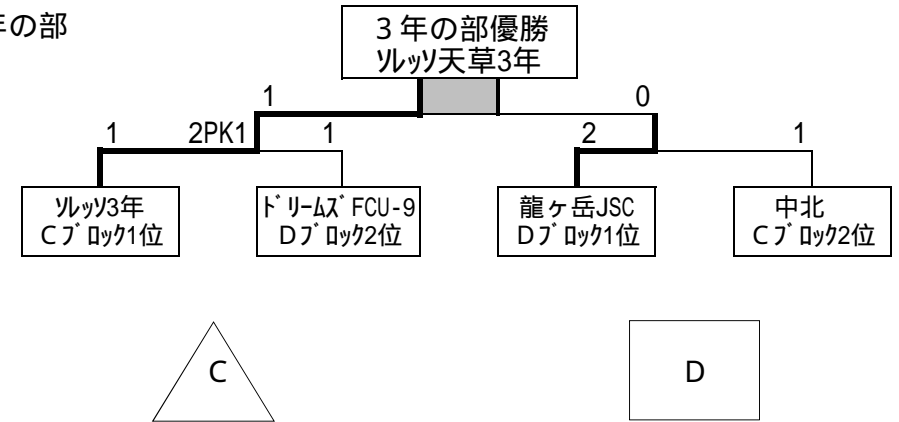 年の部
３年の部優勝
ｿﾚｯｿ天草3年
1 0
1 2PK1 1 2 1
ｿﾚｯｿ3年 ﾄﾞﾘｰﾑｽﾞFCU-9 龍ヶ岳JSC 中北
Cﾌﾞﾛｯｸ1位 Dﾌﾞﾛｯｸ2位 Dﾌﾞﾛｯｸ1位 Cﾌﾞﾛｯｸ2位
C D